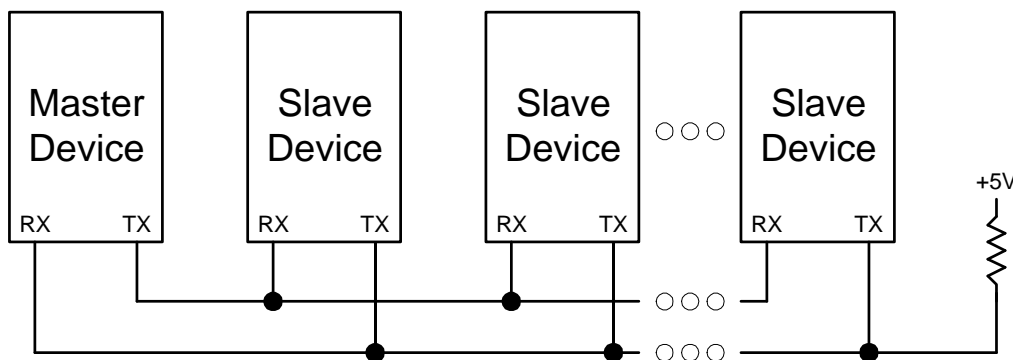 Master
Device
Slave
Device
Slave
Device
Slave
Device
+5V
RX TX
RX TX
RX TX
RX TX